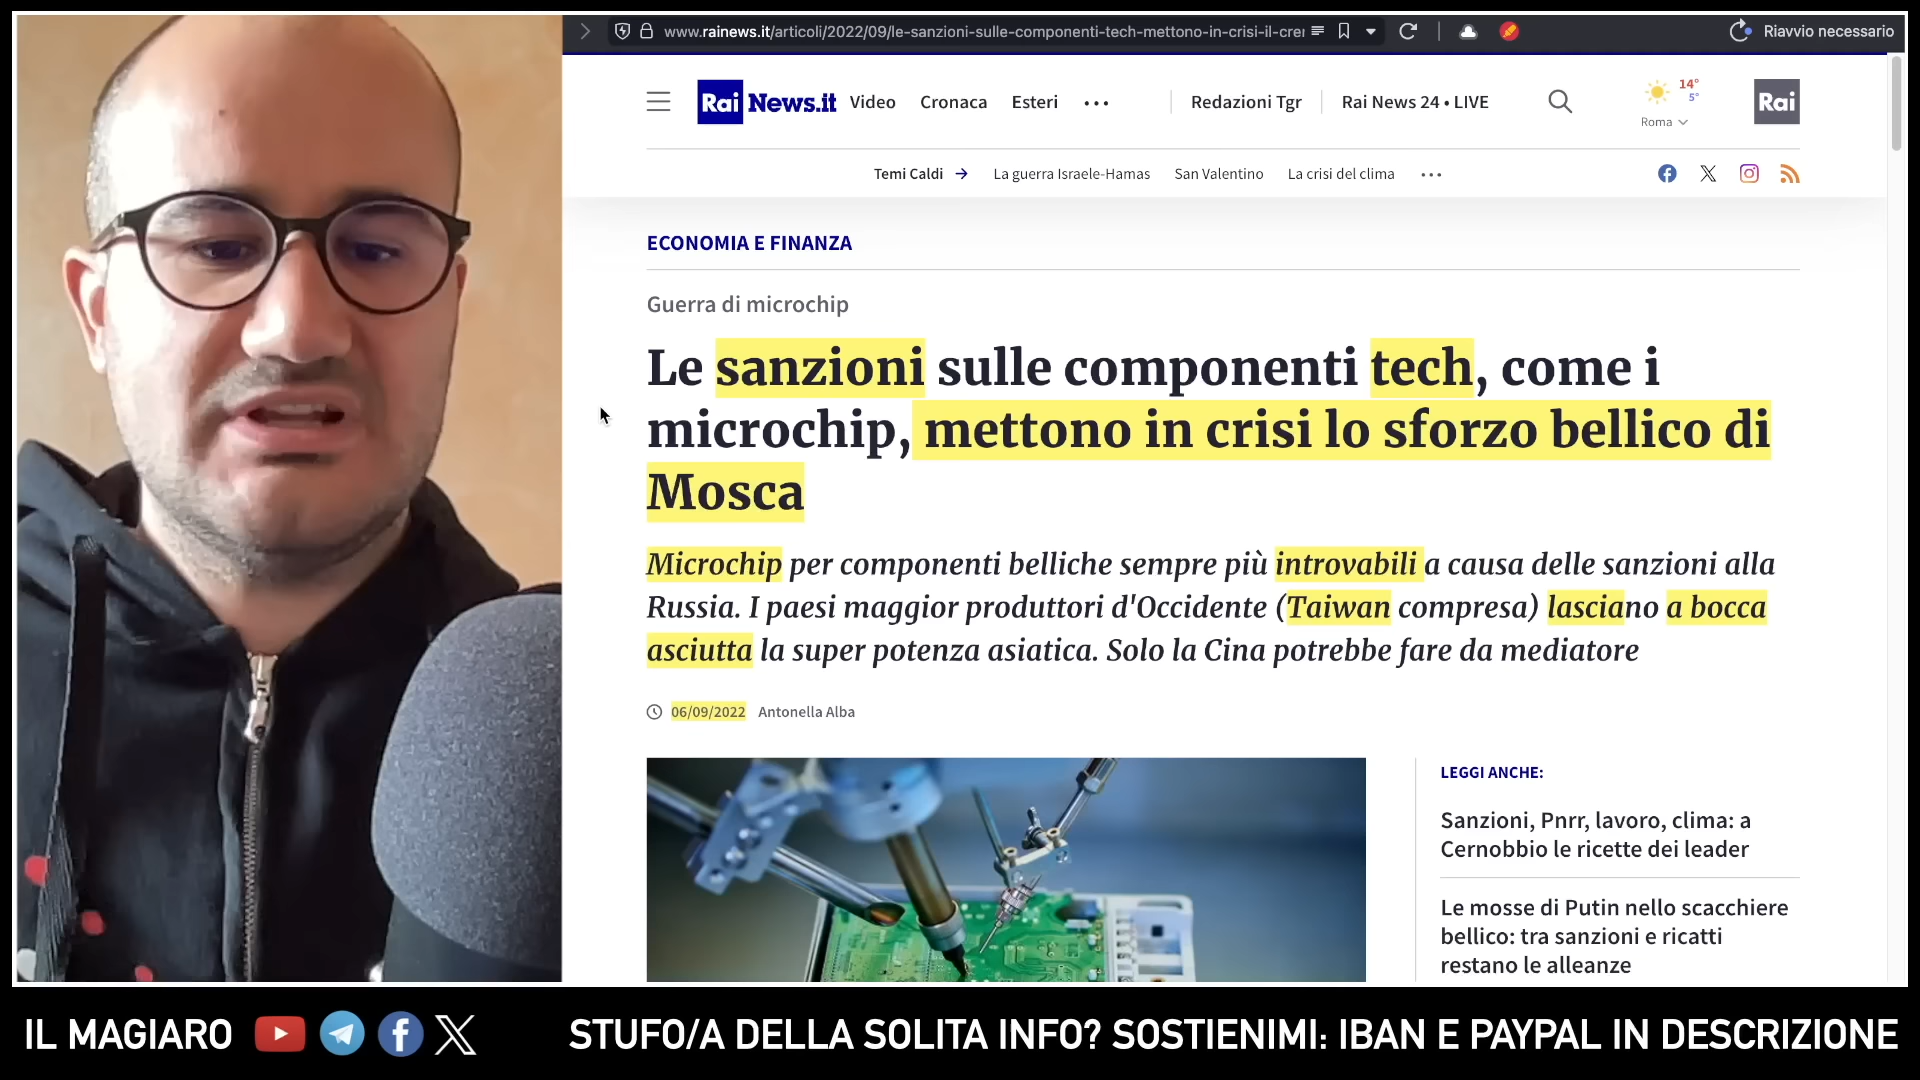 www.rainews.it/articoli/2022/09/le-sanzioni-sulle-componenti-tech-mettono-in-crisi-il-crei
Riavvio necessario
Rai News.it
Video
Cronaca
Esteri
Redazioni Tgr
Rai News 24 • LIVE
14°
5°
Roma
Rai
Temi Caldi
La guerra Israele-Hamas
San Valentino
La crisi del clima
ECONOMIA E FINANZA
Guerra di microchip
Le sanzioni sulle componenti tech, come i
microchip, mettono in crisi lo sforzo bellico di
Mosca
Microchip per componenti belliche sempre più introvabili a causa delle sanzioni alla
Russia. I paesi maggior produttori d'Occidente (Taiwan compresa) lasciano a bocca
asciutta la super potenza asiatica. Solo la Cina potrebbe fare da mediatore
06/09/2022 Antonella Alba
LEGGI ANCHE:
Sanzioni, Pnrr, lavoro, clima: a
Cernobbio le ricette dei leader
Le mosse di Putin nello scacchiere
bellico: tra sanzioni e ricatti
restano le alleanze
IL MAGIARO
STUFO/A DELLA SOLITA INFO? SOSTIENIMI: IBAN E PAYPAL IN DESCRIZIONE